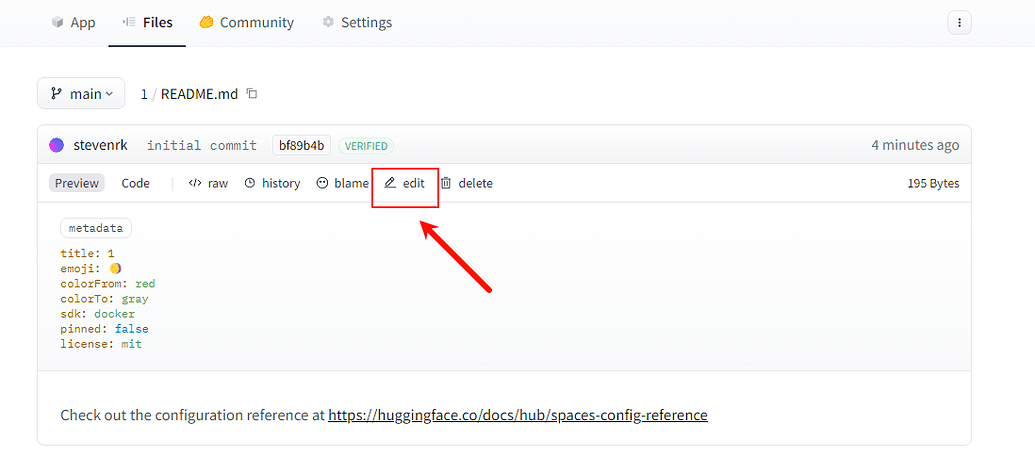 App Files Community Settings
main 1 / README.md
stevenrk initial commit bf89b4b VERIFIED 4 minutes ago
Preview Code </> raw history blame edit delete 195 Bytes
metadata
title: 1
emoji: 🌖
colorFrom: red
colorTo: gray
sdk: docker
pinned: false
license: mit
Check out the configuration reference at https://huggingface.co/docs/hub/spaces-config-reference